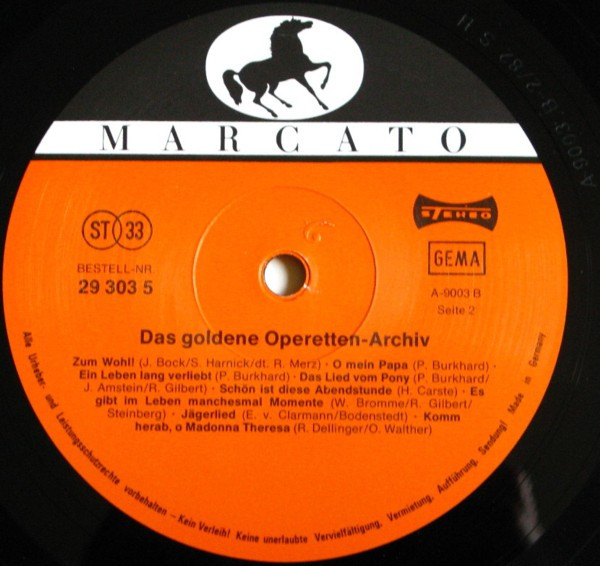 MARCATO
ST 33
STEREO
BESTELL-NR.
29 303 5
GEMA
A-9003 B
Seite 2
Das goldene Operetten-Archiv
Zum Wohl! (J. Bock/S. Harnick/dt. R. Merz) · O mein Papa (P. Burkhard) ·
Ein Leben lang verliebt (P. Burkhard) · Das Lied vom Pony (P. Burkhard/
J. Amstein/R. Gilbert) · Schön ist diese Abendstunde (H. Carste) · Es
gibt im Leben manchesmal Momente (W. Bromme/R. Gilbert/
Steinberg) · Jägerlied (E. v. Clarmann/Bodenstedt) · Komm
herab, o Madonna Theresa (R. Dellinger/O. Walther)
Alle Urheber- und Leistungsschutzrechte vorbehalten – Kein Verleih! Keine unerlaubte Vervielfältigung, Vermietung, Aufführung, Sendung! Made in Germany
A-9003 B-2/82 S H